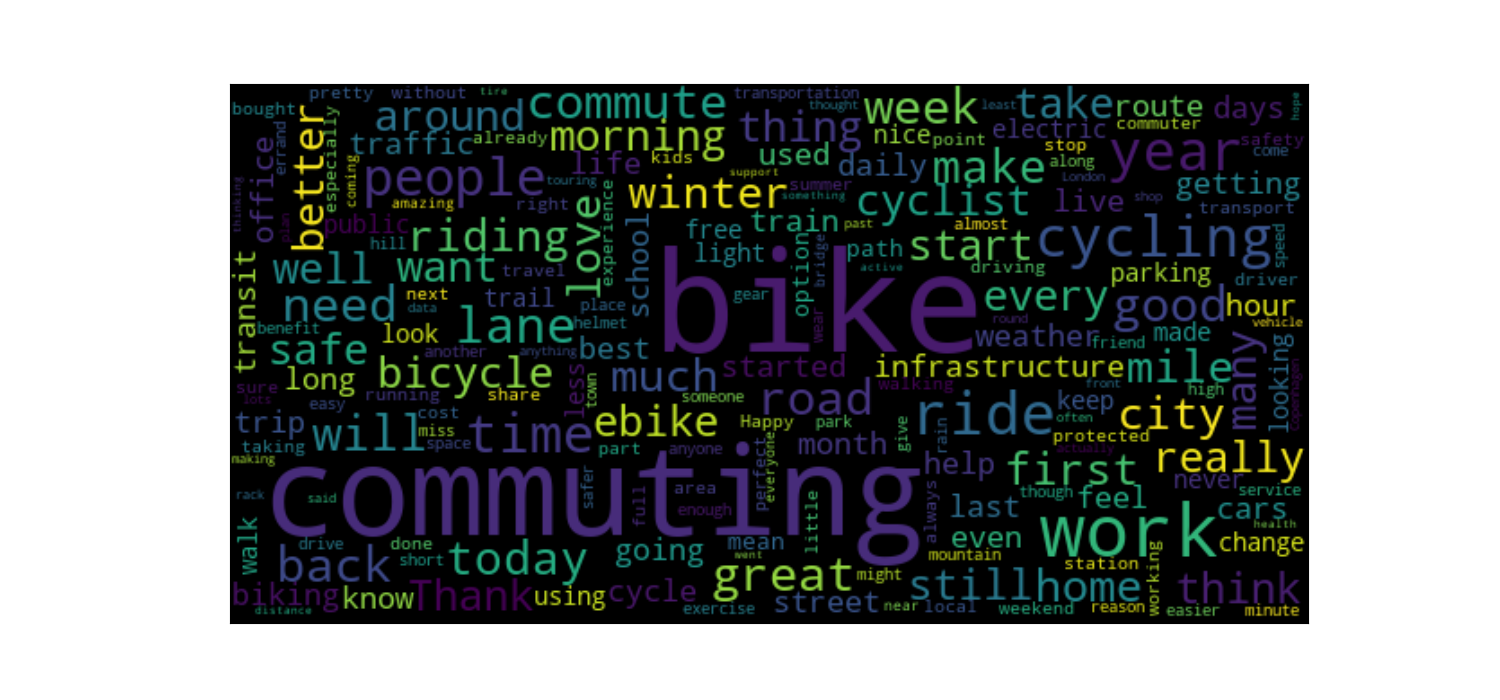 pretty without tire transportation thought least hope
bought around commute week take route days
better especially traffic already morning thing nice point electric commuter
errand office coming people life kids used daily make along stop year safety come
thinking plan public amazing touring right support summer something cyclist live London shop getting
winter experience love school free train past almost transport
hill riding light option bridge path start cycling speed
transit well want travel active driving parking driver
need next data trail place gear every good hour
benefit look lane helmet wear round weather friend made vehicle
safe another anything best started infrastructure mile many looking
long bicycle less much walking front high Copenhagen
sure lots running share town someone road ride keep city
easy cost ebike Happy park give rain often protected
trip will miss time month actually
taking space part anyone perfect everyone help first really
making bike
commuting
rack said safer full area enough always last though feel never service
walk little even work cars health
drive done today going mean mountain change
back short went great might still home station working think
biking know Thank using cycle street near local weekend reason easier minute
distance exercise